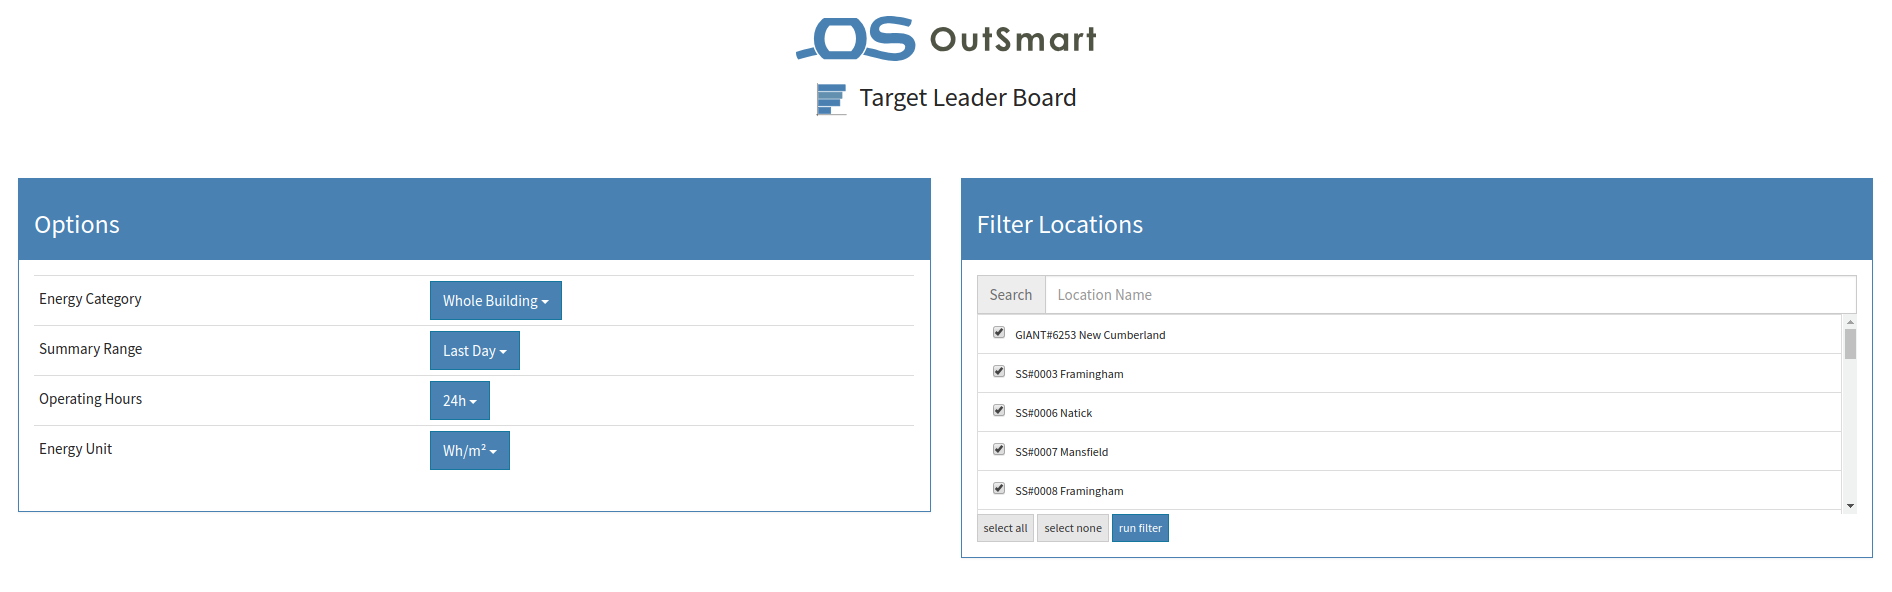 OS OutSmart
Target Leader Board
Options
Energy Category
Whole Building
Summary Range
Last Day
Operating Hours
24h
Energy Unit
Wh/m²
Filter Locations
Search
Location Name
GIANT#6253 New Cumberland
SS#0003 Framingham
SS#0006 Natick
SS#0007 Mansfield
SS#0008 Framingham
select all
select none
run filter